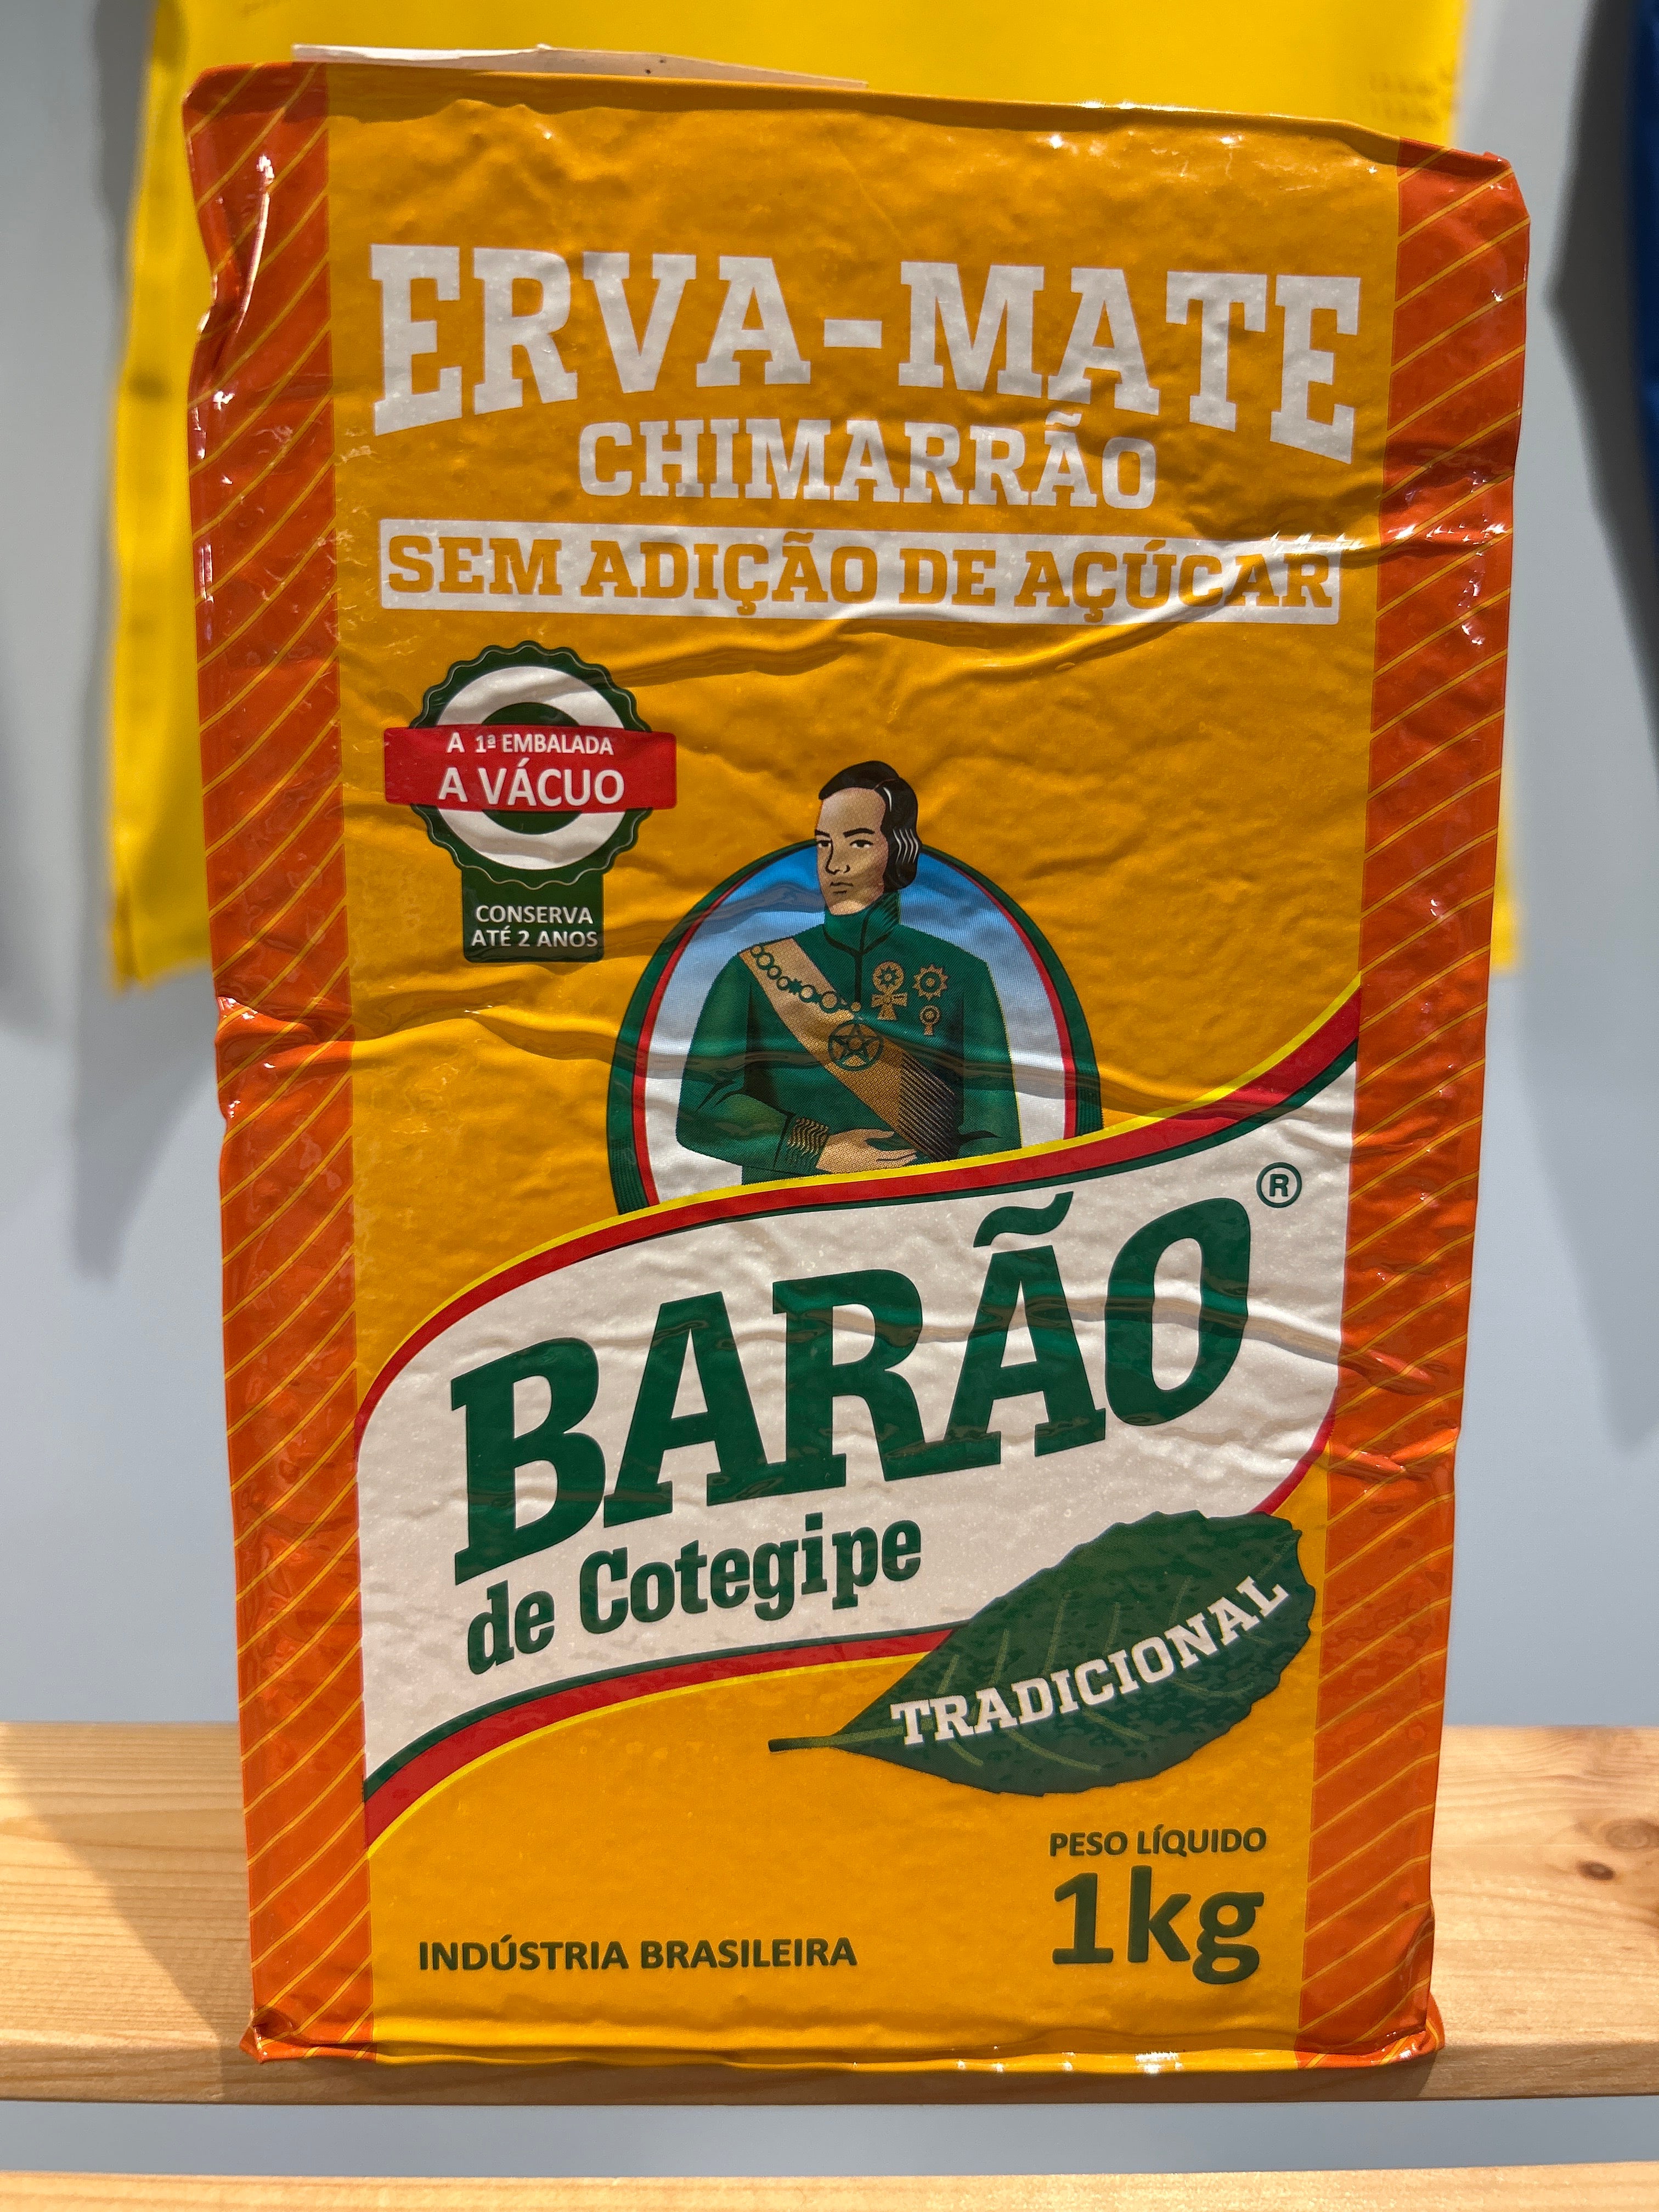 ERVA-MATE
CHIMARRÃO
SEM ADIÇÃO DE AÇÚCAR
A 1ª EMBALADA
A VÁCUO
CONSERVA
ATÉ 2 ANOS
BARÃO®
de Cotegipe
TRADICIONAL
PESO LÍQUIDO
1kg
INDÚSTRIA BRASILEIRA